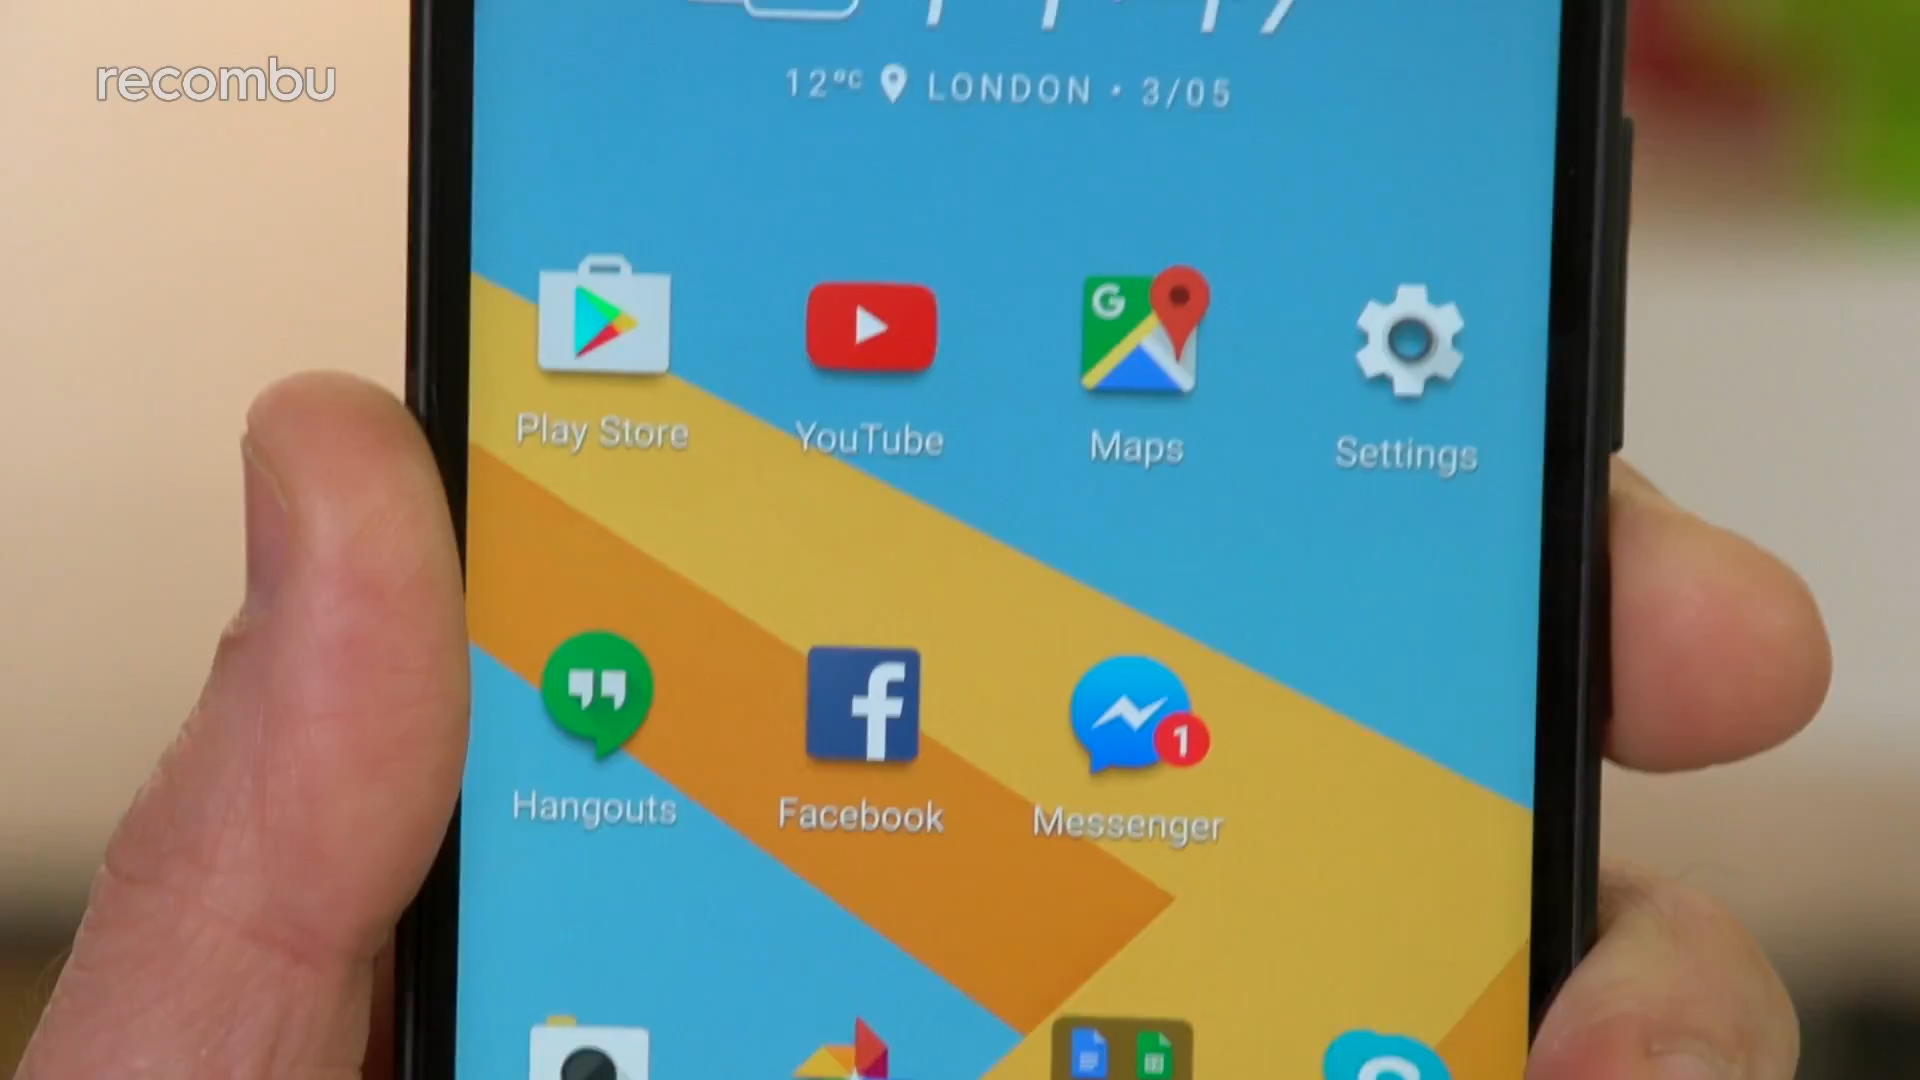 recombu
12°C LONDON • 3/05
Play Store YouTube Maps Settings
1
Hangouts Facebook Messenger